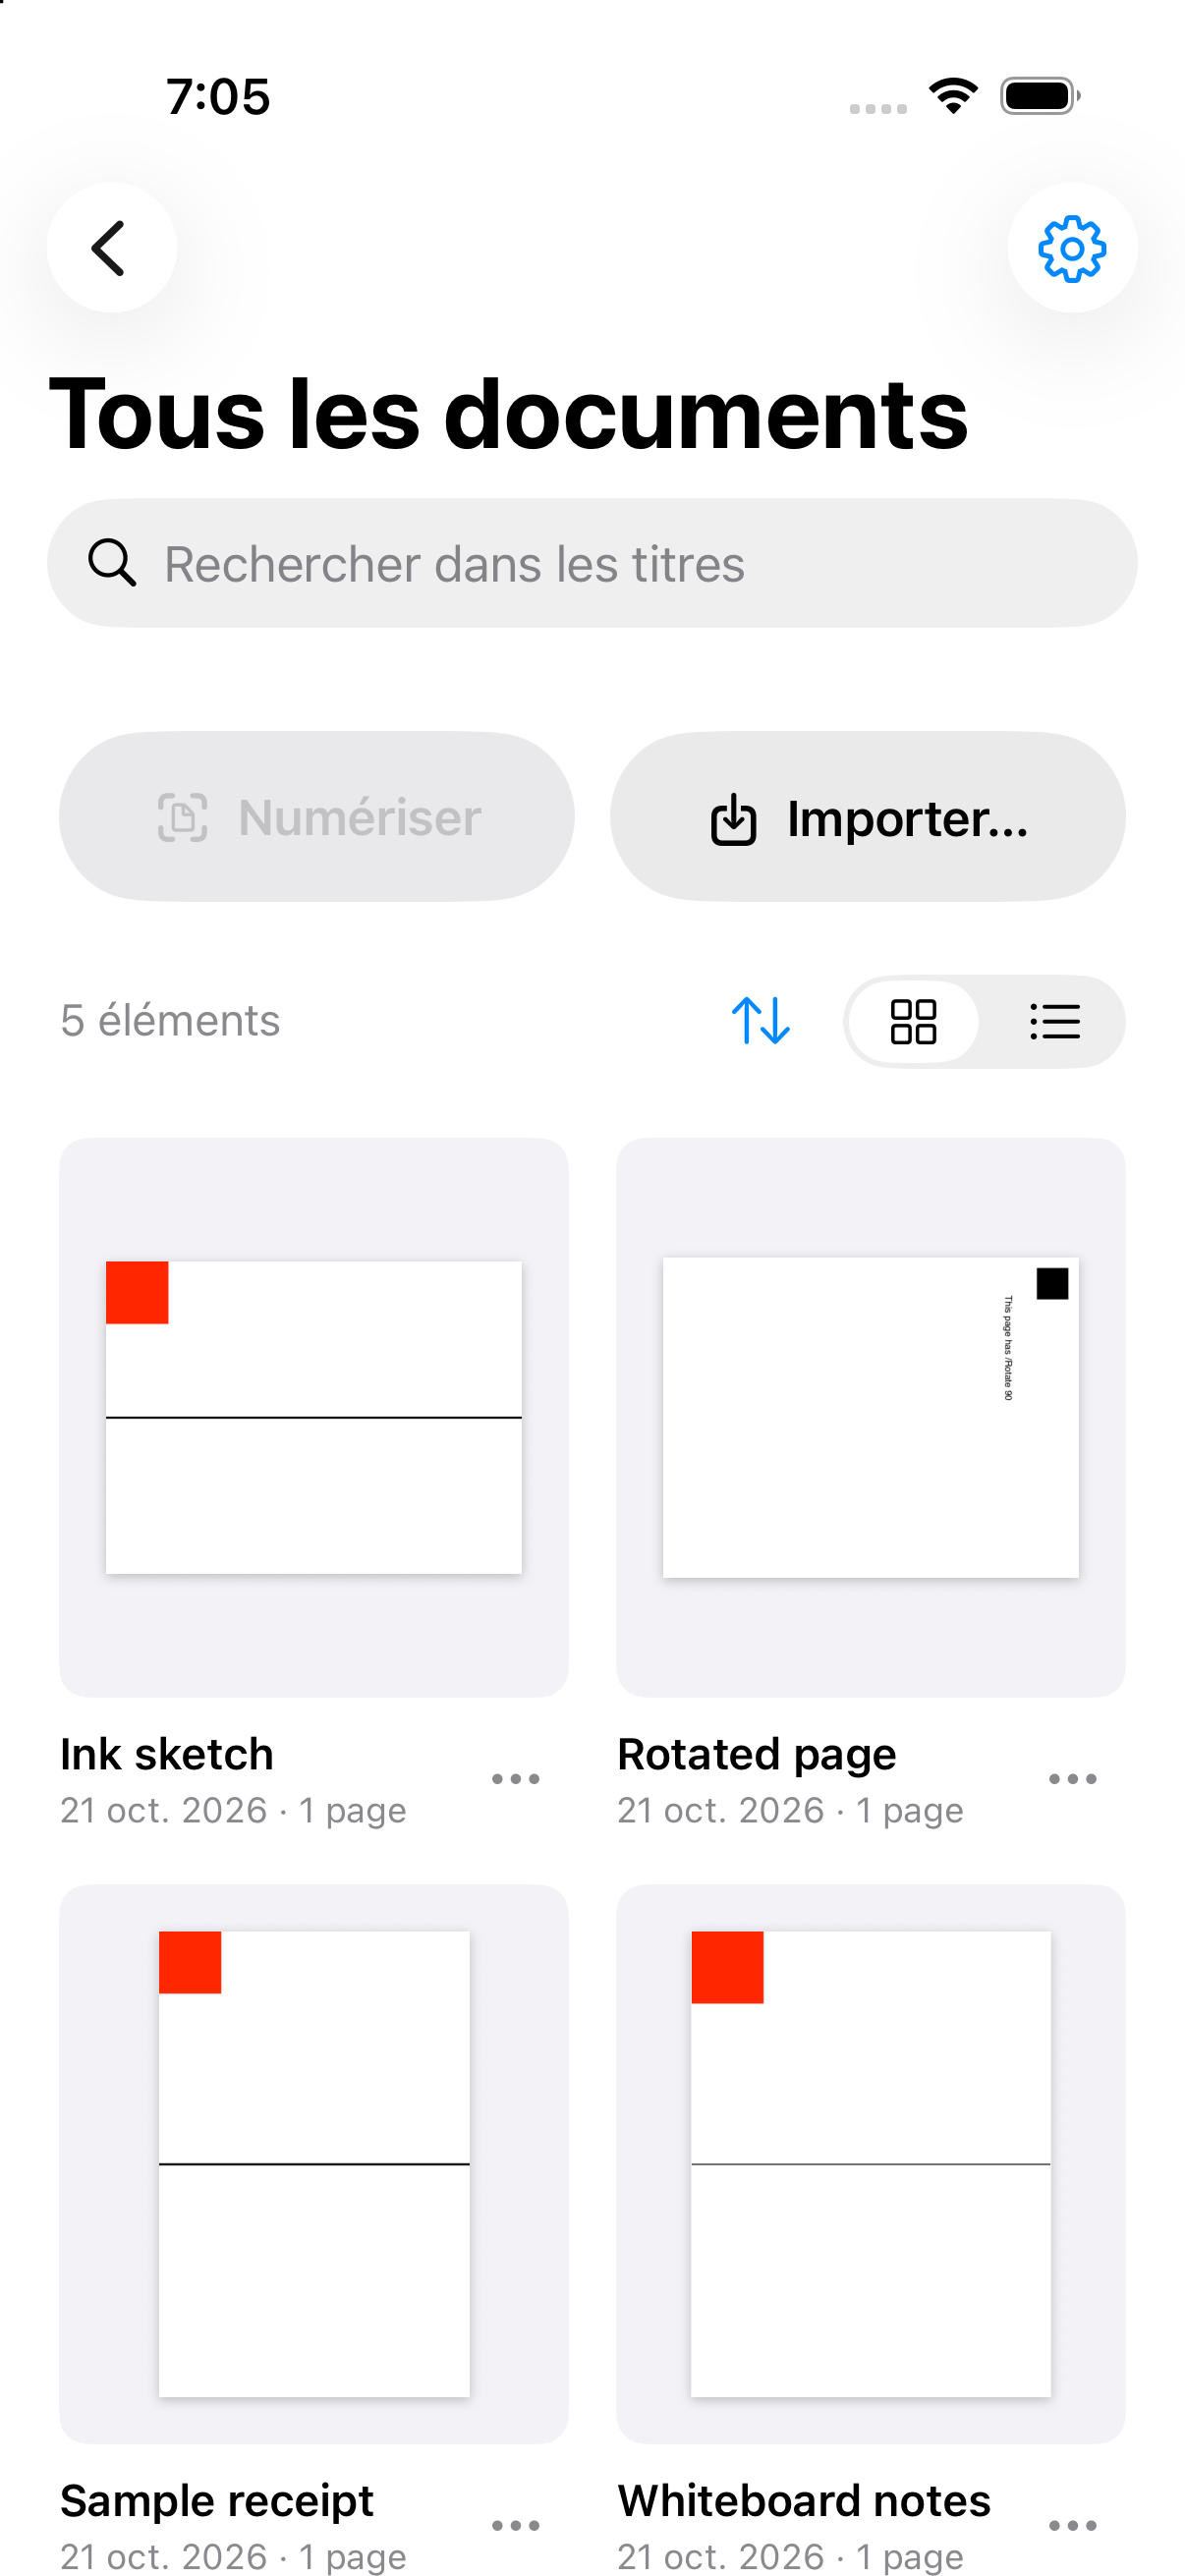 7:05
Tous les documents
Rechercher dans les titres
Numériser
Importer...
5 éléments
This page has /Rotate 90
Ink sketch
21 oct. 2026 · 1 page
Rotated page
21 oct. 2026 · 1 page
Sample receipt
21 oct. 2026 · 1 page
Whiteboard notes
21 oct. 2026 · 1 page